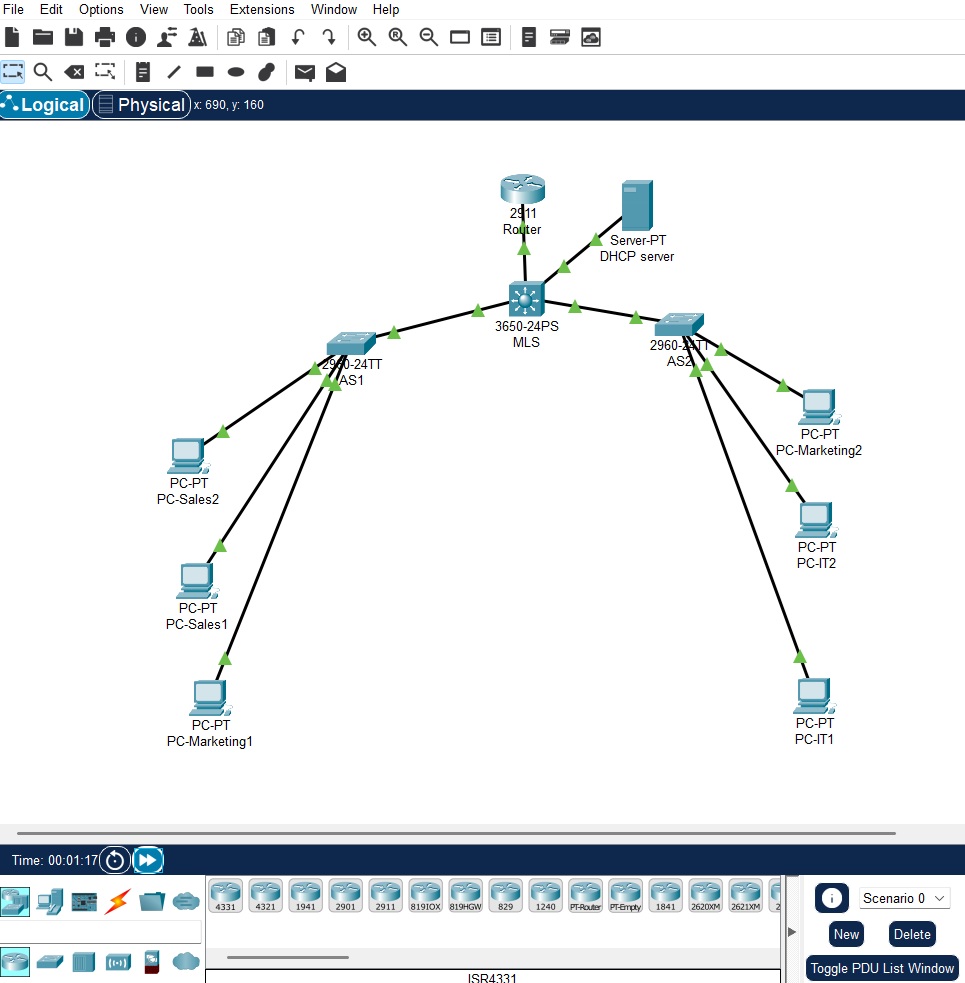 File Edit Options View Tools Extensions Window Help
Logical Physical x: 690, y: 160
2911
Router
Server-PT
DHCP server
3650-24PS
MLS
2960-24TT
AS1
2960-24TT
AS2
PC-PT
PC-Marketing2
PC-PT
PC-Sales2
PC-PT
PC-IT2
PC-PT
PC-Sales1
PC-PT
PC-Marketing1
PC-PT
PC-IT1
Time: 00:01:17
4331 4321 1941 2901 2911 819IOX 819HGW 829 1240 PT-Router PT-Empty 1841 2620XM 2621XM 2
Scenario 0
New Delete
Toggle PDU List Window
ISR4331